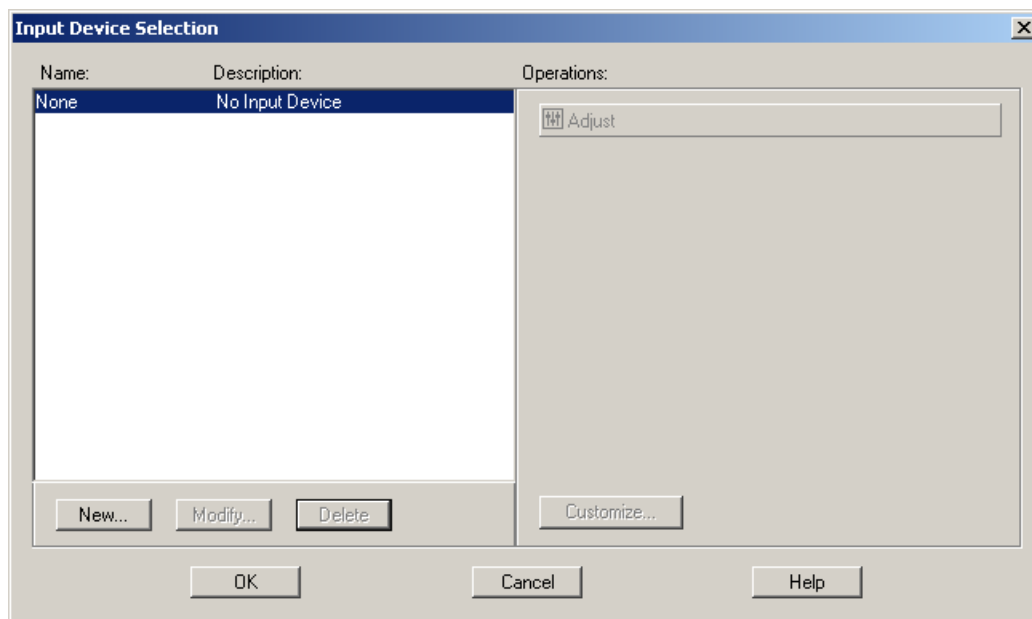 Input Device Selection
Name: Description: Operations:
None No Input Device
Adjust
New... Modify... Delete Customize...
OK Cancel Help